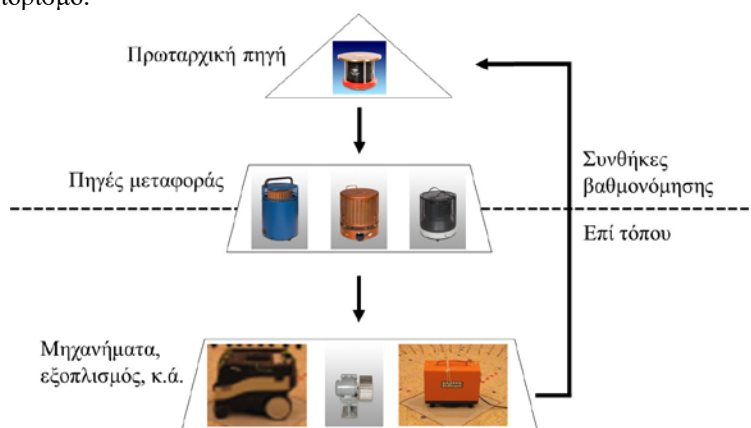 Πρωταρχική πηγή
Πηγές μεταφοράς
Συνθήκες
βαθμονόμησης
Επί τόπου
Μηχανήματα,
εξοπλισμός, κ.ά.